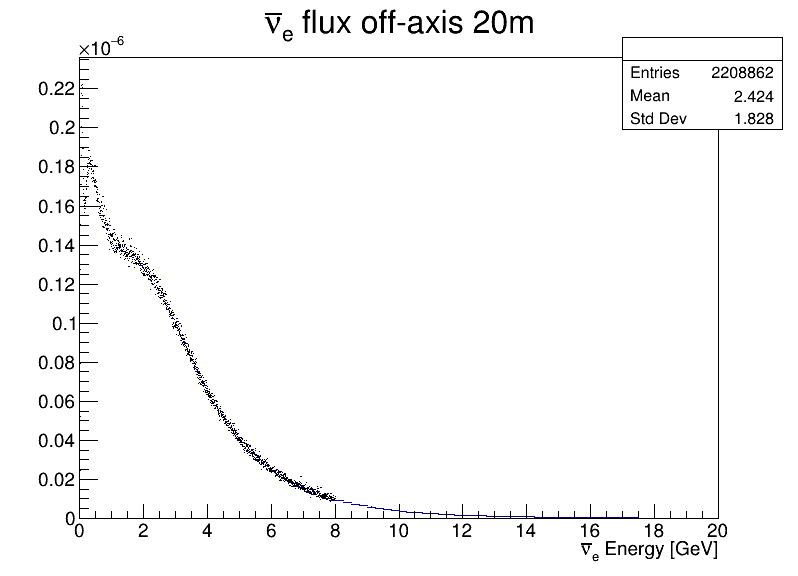 ν̅e flux off-axis 20m
×10−6
Entries 2208862
Mean 2.424
Std Dev 1.828
0.22
0.2
0.18
0.16
0.14
0.12
0.1
0.08
0.06
0.04
0.02
0
0 2 4 6 8 10 12 14 16 18 20
ν̅e Energy [GeV]